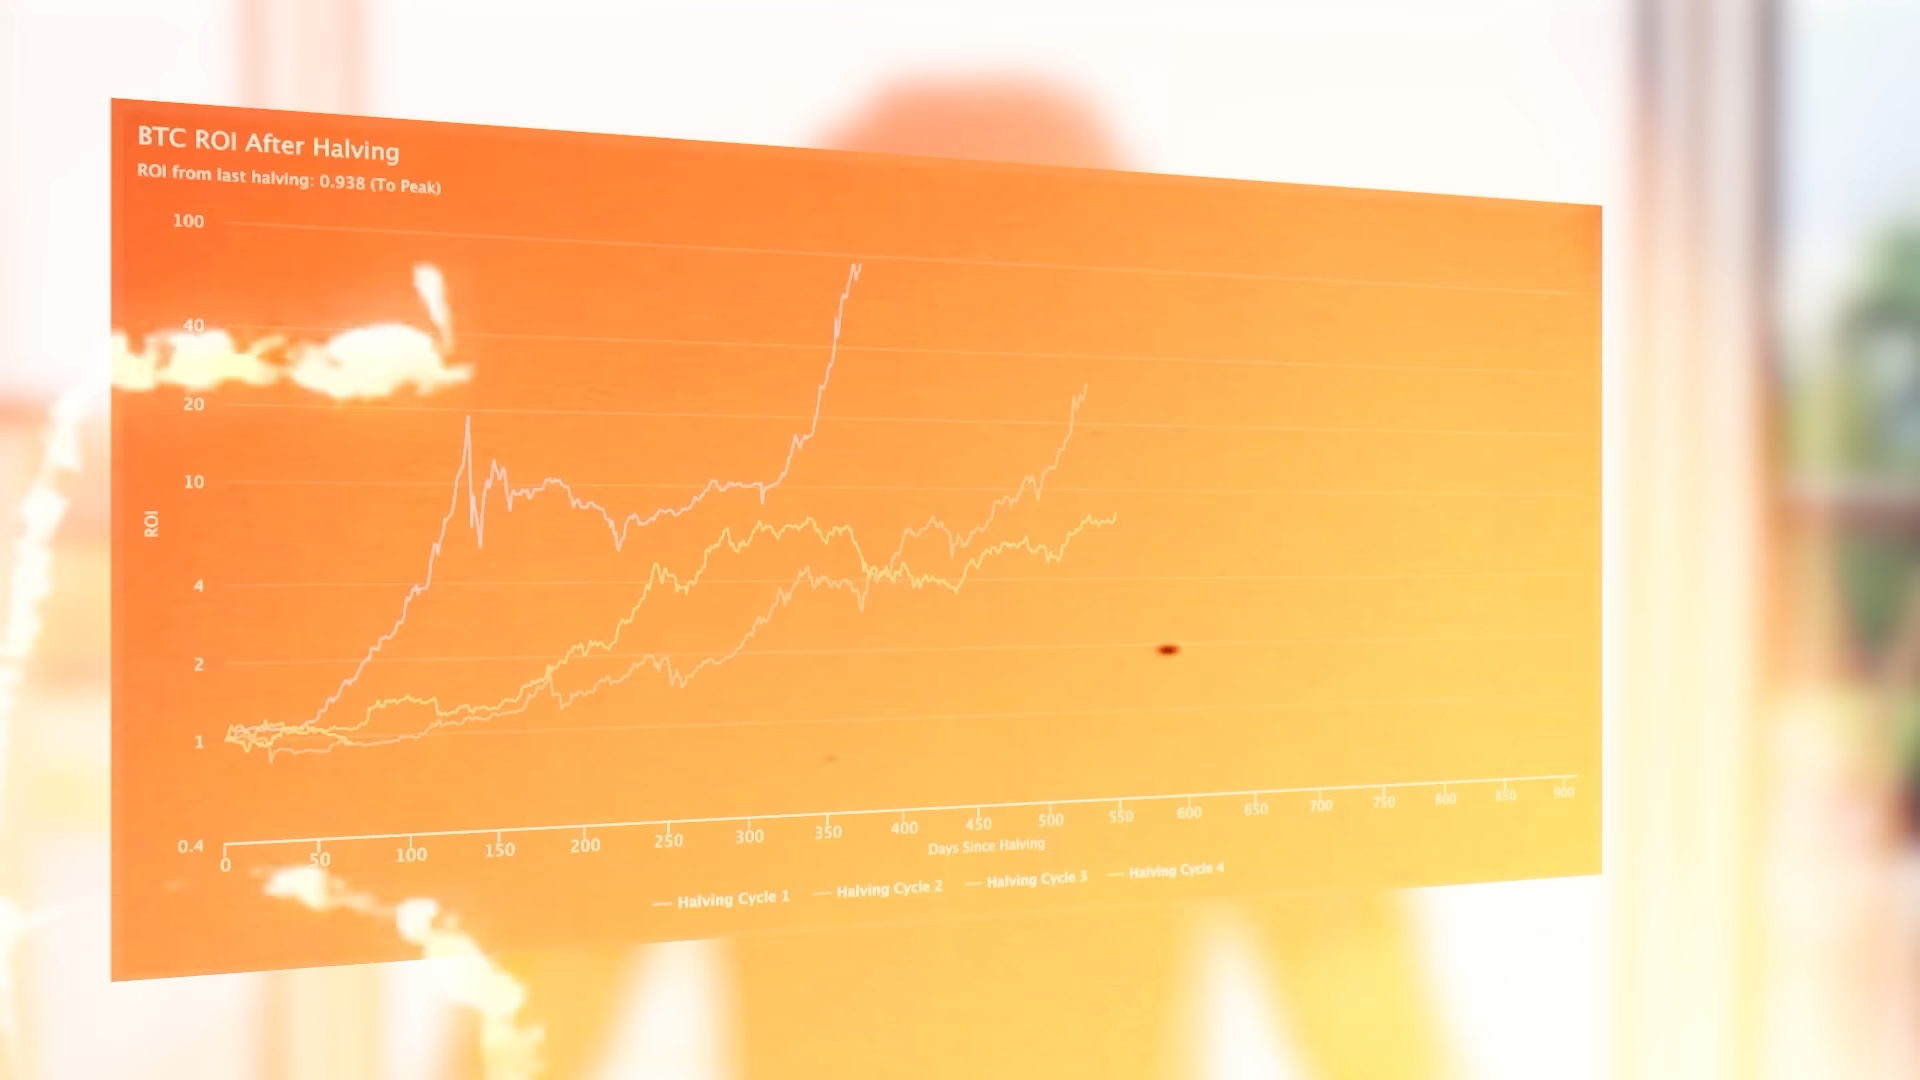 BTC ROI After Halving
ROI from last halving: 0.938 (To Peak)
100
40
20
10
4
2
1
0.4
ROI
0 50 100 150 200 250 300 350 400 450 500 550 600 650 700 750 800 850 900
Days Since Halving
Halving Cycle 1 Halving Cycle 2 Halving Cycle 3 Halving Cycle 4